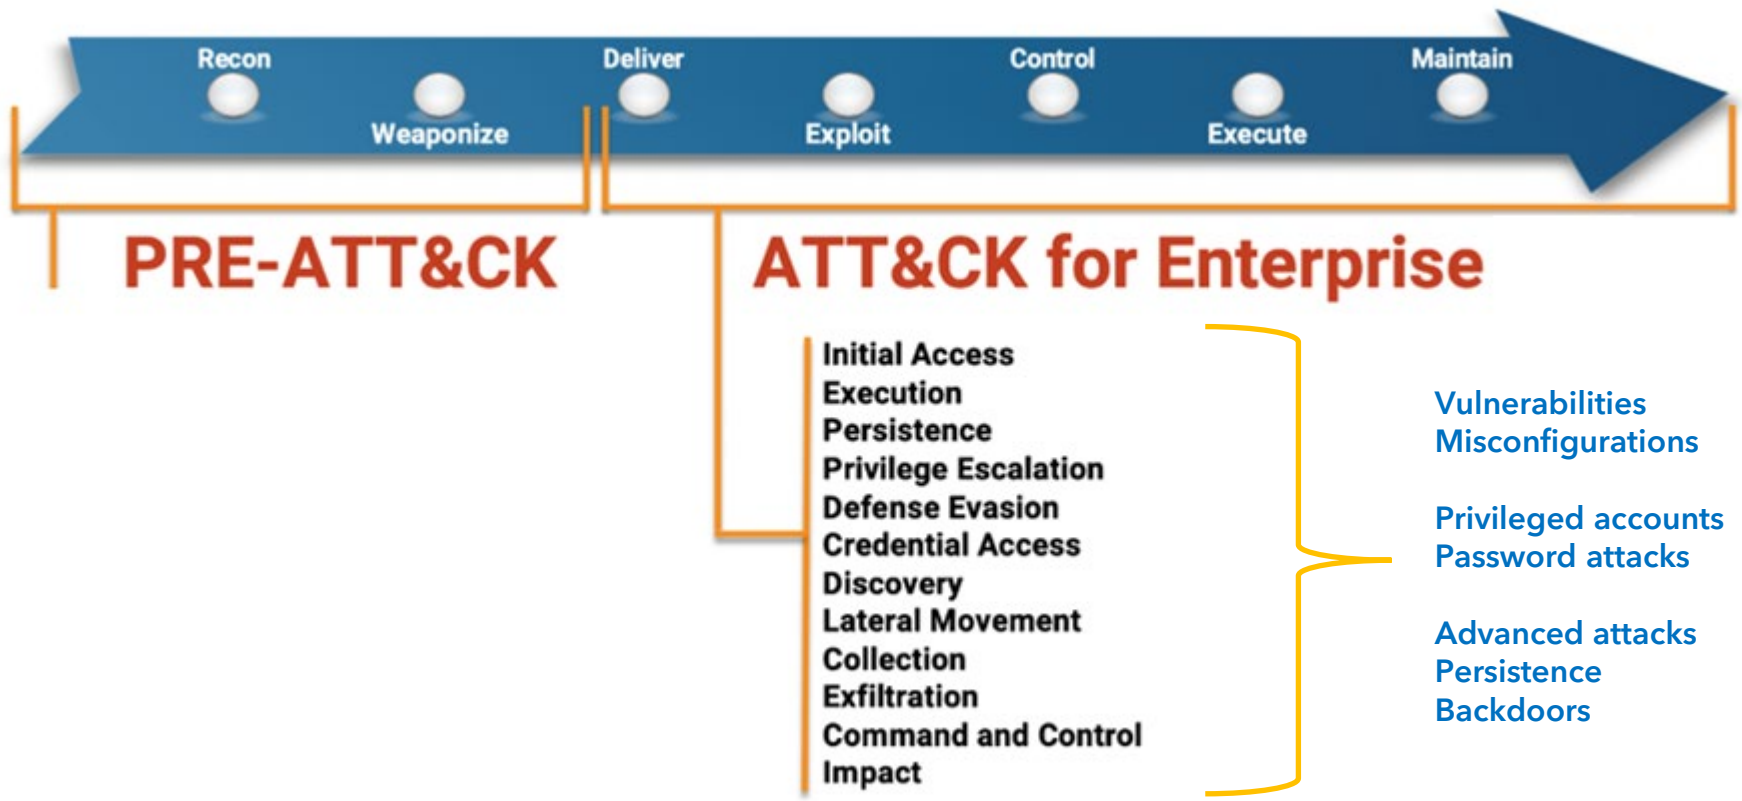 Recon
Weaponize
Deliver
Exploit
Control
Execute
Maintain
PRE-ATT&CK
ATT&CK for Enterprise
Initial Access
Execution
Persistence
Privilege Escalation
Defense Evasion
Credential Access
Discovery
Lateral Movement
Collection
Exfiltration
Command and Control
Impact
Vulnerabilities
Misconfigurations
Privileged accounts
Password attacks
Advanced attacks
Persistence
Backdoors